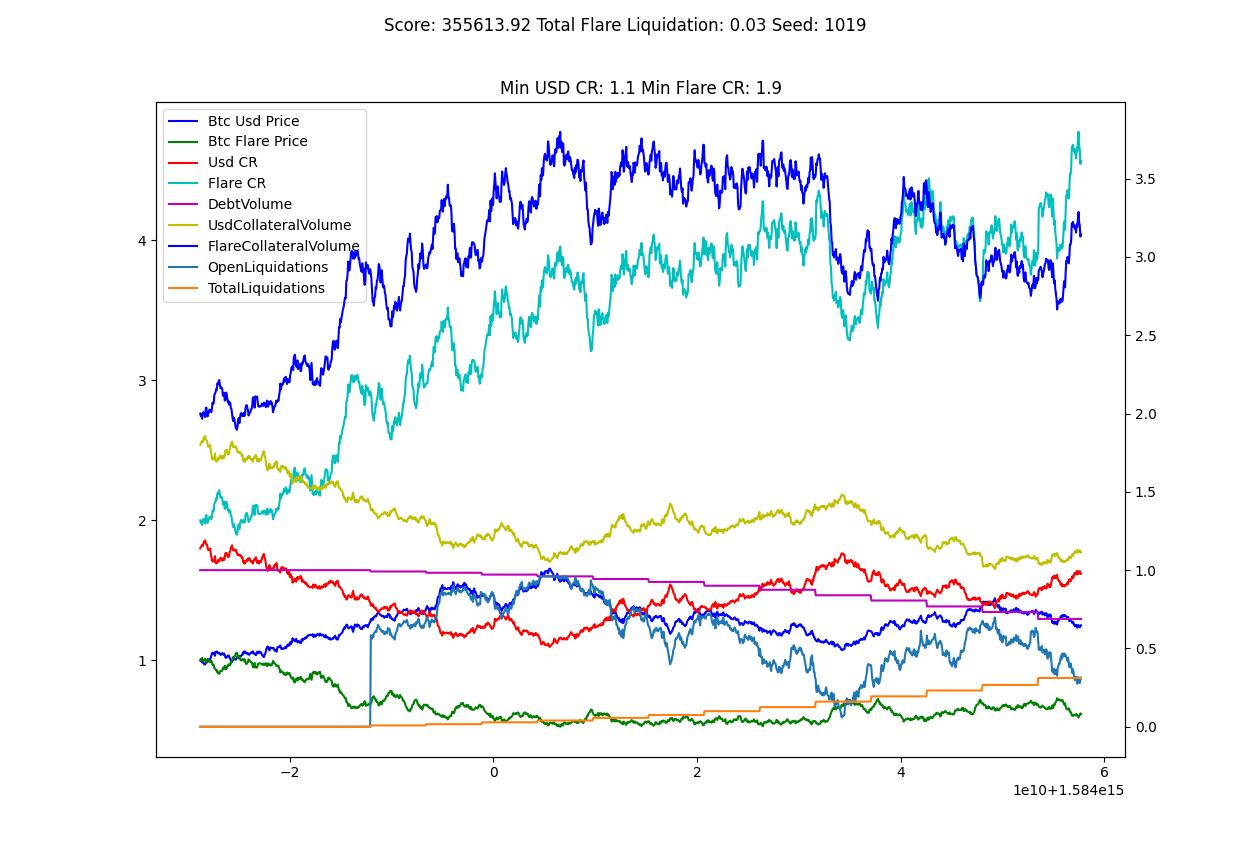 Score: 355613.92 Total Flare Liquidation: 0.03 Seed: 1019
Min USD CR: 1.1 Min Flare CR: 1.9
Btc Usd Price
Btc Flare Price
Usd CR
Flare CR
DebtVolume
UsdCollateralVolume
FlareCollateralVolume
OpenLiquidations
TotalLiquidations
4
3
2
1
3.5
3.0
2.5
2.0
1.5
1.0
0.5
0.0
−2 0 2 4 6
1e10+1.584e15